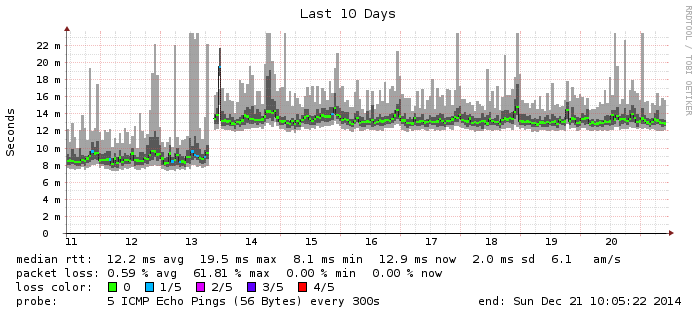 Last 10 Days
RRDTOOL / TOBI OETIKER
Seconds
22 m
20 m
18 m
16 m
14 m
12 m
10 m
8 m
6 m
4 m
2 m
0
11 12 13 14 15 16 17 18 19 20
median rtt: 12.2 ms avg 19.5 ms max 8.1 ms min 12.9 ms now 2.0 ms sd 6.1 am/s
packet loss: 0.59 % avg 61.81 % max 0.00 % min 0.00 % now
loss color: 0 1/5 2/5 3/5 4/5
probe: 5 ICMP Echo Pings (56 Bytes) every 300s end: Sun Dec 21 10:05:22 2014